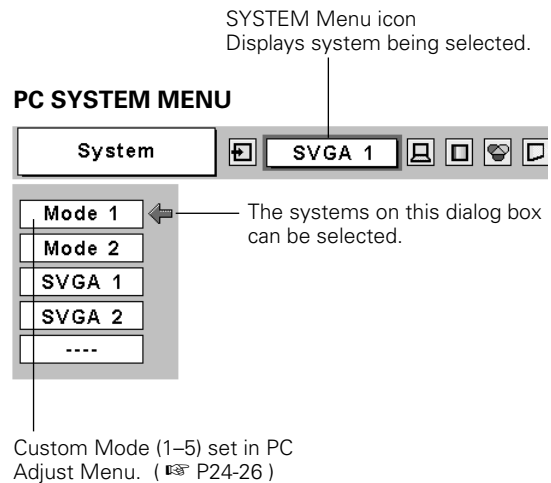 SYSTEM Menu icon
Displays system being selected.
PC SYSTEM MENU
System
SVGA 1
Mode 1
The systems on this dialog box
can be selected.
Mode 2
SVGA 1
SVGA 2
----
Custom Mode (1–5) set in PC
Adjust Menu. ( ☞ P24-26 )